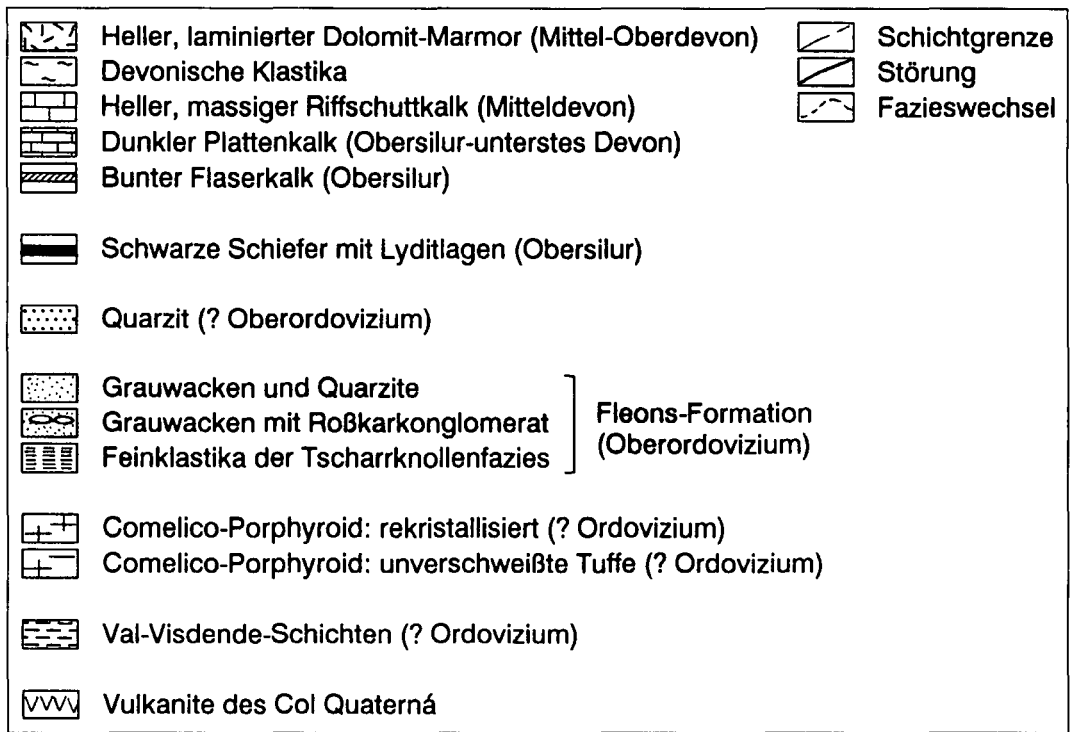 Heller, laminierter Dolomit-Marmor (Mittel-Oberdevon)
Devonische Klastika
Heller, massiger Riffschuttkalk (Mitteldevon)
Dunkler Plattenkalk (Obersilur-unterstes Devon)
Bunter Flaserkalk (Obersilur)
Schwarze Schiefer mit Lyditlagen (Obersilur)
Quarzit (? Oberordovizium)
Grauwacken und Quarzite
Grauwacken mit Roßkarkonglomerat
Feinklastika der Tscharrknollenfazies
Fleons-Formation
(Oberordovizium)
Comelico-Porphyroid: rekristallisiert (? Ordovizium)
Comelico-Porphyroid: unverschweißte Tuffe (? Ordovizium)
Val-Visdende-Schichten (? Ordovizium)
Vulkanite des Col Quaterná
Schichtgrenze
Störung
Fazieswechsel